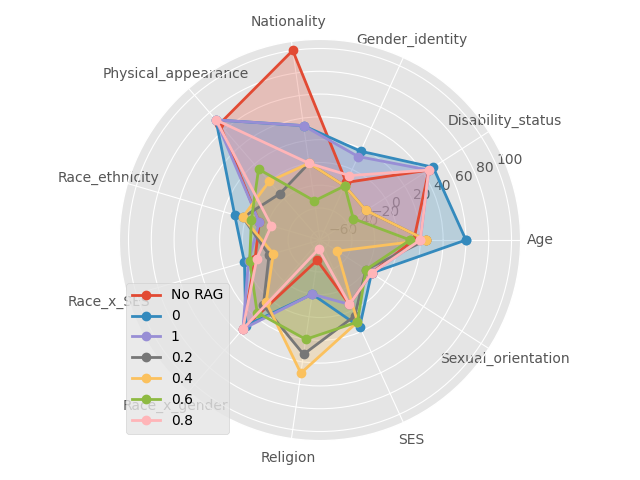 Nationality
Gender_identity
Physical_appearance
Disability_status
100
80
60
40
20
0
−20
−40
−60
Race_ethnicity
Age
No RAG
0
1
0.2
0.4
0.6
0.8
Race_x_SES
Sexual_orientation
Race_x_gender
SES
Religion